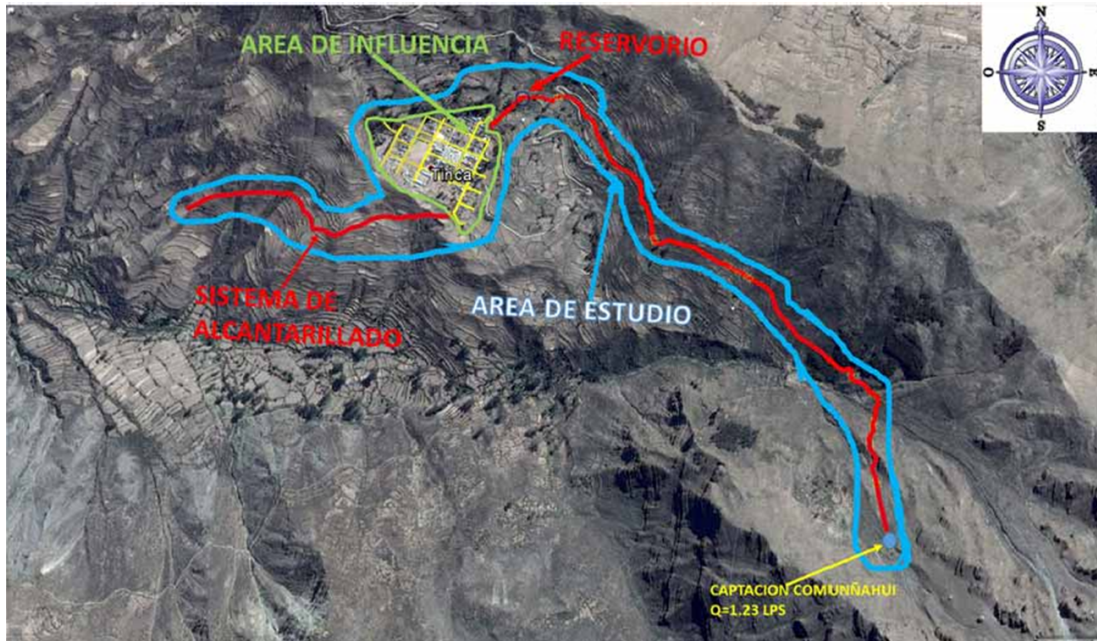 AREA DE INFLUENCIA
RESERVORIO
N
O
E
S
Tinca
AREA DE ESTUDIO
SISTEMA DE
ALCANTARILLADO
CAPTACION COMUNÑAHUI
Q=1.23 LPS